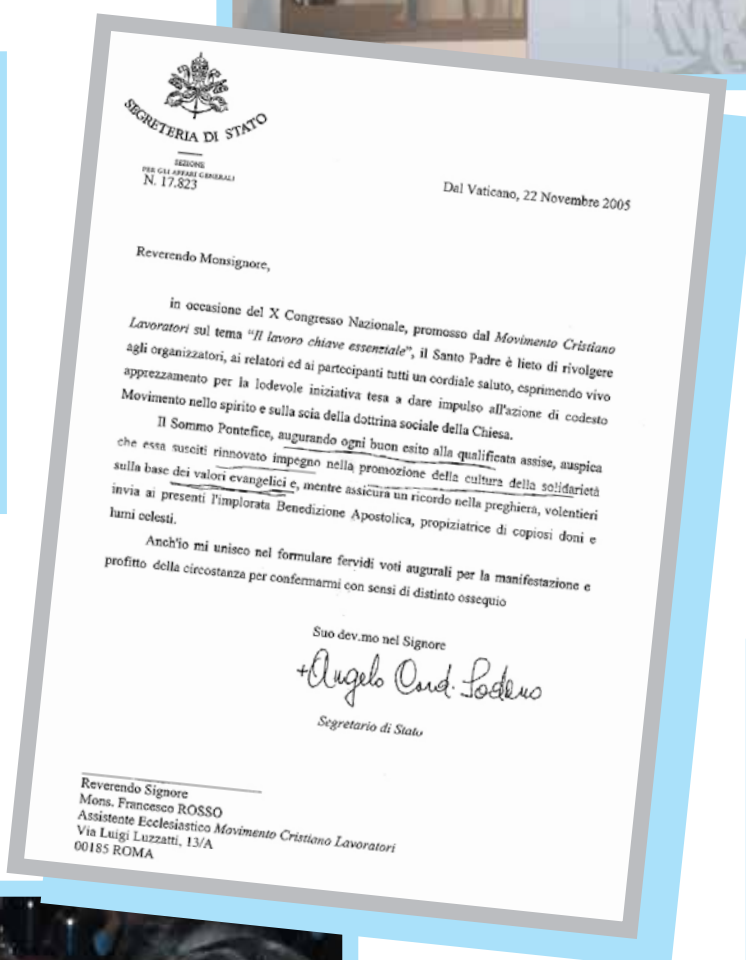 SEGRETERIA DI STATO
SEZIONE
PER GLI AFFARI GENERALI
N. 17.823
Dal Vaticano, 22 Novembre 2005
Reverendo Monsignore,
in occasione del X Congresso Nazionale, promosso dal Movimento Cristiano
Lavoratori sul tema “Il lavoro chiave essenziale”, il Santo Padre è lieto di rivolgere
agli organizzatori, ai relatori ed ai partecipanti tutti un cordiale saluto, esprimendo vivo
apprezzamento per la lodevole iniziativa tesa a dare impulso all'azione di codesto
Movimento nello spirito e sulla scia della dottrina sociale della Chiesa.
Il Sommo Pontefice, augurando ogni buon esito alla qualificata assise, auspica
che essa susciti rinnovato impegno nella promozione della cultura della solidarietà
sulla base dei valori evangelici e, mentre assicura un ricordo nella preghiera, volentieri
invia ai presenti l'implorata Benedizione Apostolica, propiziatrice di copiosi doni e
lumi celesti.
Anch'io mi unisco nel formulare fervidi voti augurali per la manifestazione e
profitto della circostanza per confermarmi con sensi di distinto ossequio
Suo dev.mo nel Signore
+Angelo Card. Sodano
Segretario di Stato
Reverendo Signore
Mons. Francesco ROSSO
Assistente Ecclesiastico Movimento Cristiano Lavoratori
Via Luigi Luzzatti, 13/A
00185 ROMA